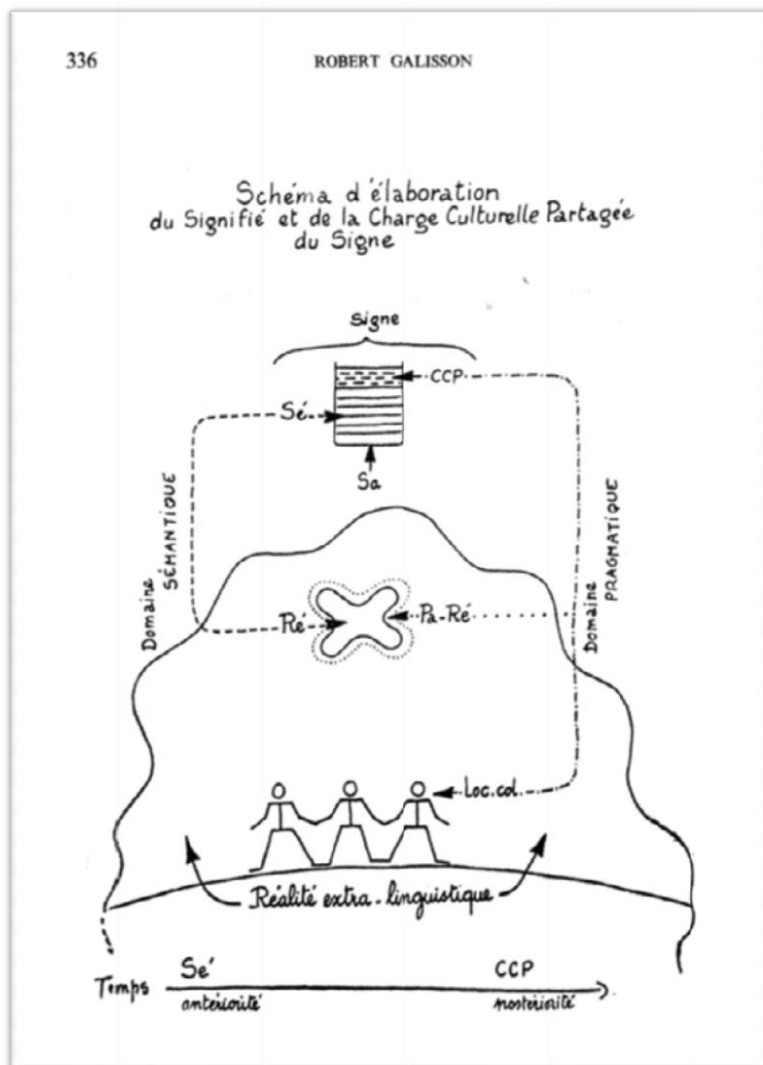 336
ROBERT GALISSON
Schéma d'élaboration
du Signifié et de la Charge Culturelle Partagée
du Signe
signe
CCP
Sé
Sa
Domaine
SÉMANTIQUE
Domaine
PRAGMATIQUE
Ré
Pa-Ré
Loc.col.
Réalité extra-linguistique
Temps
Sé
antériorité
CCP
postériorité